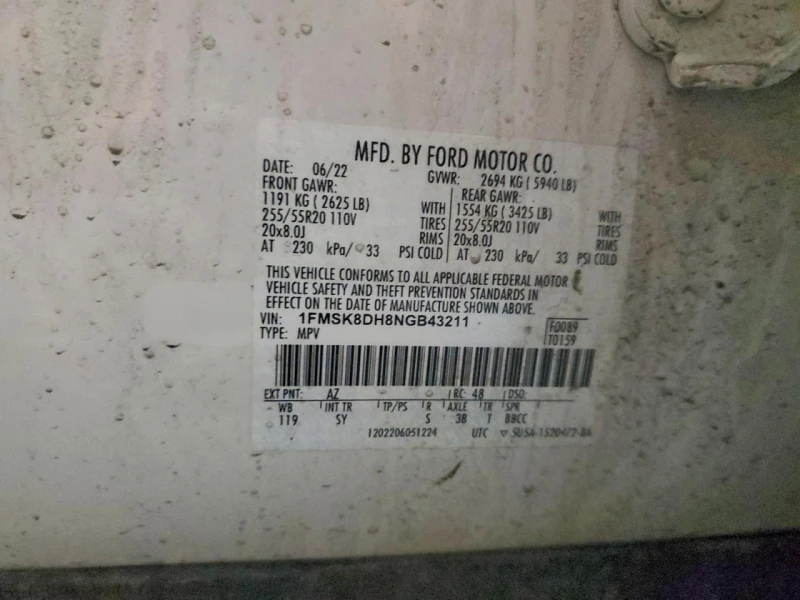 MFD. BY FORD MOTOR CO.
DATE: 06/22 GVWR: 2694 KG ( 5940 LB)
FRONT GAWR: REAR GAWR:
1191 KG ( 2625 LB) WITH 1554 KG ( 3425 LB) WITH
255/55R20 110V TIRES 255/55R20 110V TIRES
20x8.0J RIMS 20x8.0J RIMS
AT 230 kPa/ 33 PSI COLD AT 230 kPa/ 33 PSI COLD
THIS VEHICLE CONFORMS TO ALL APPLICABLE FEDERAL MOTOR
VEHICLE SAFETY AND THEFT PREVENTION STANDARDS IN
EFFECT ON THE DATE OF MANUFACTURE SHOWN ABOVE.
VIN: 1FMSK8DH8NGB43211 F0089
TYPE: MPV T0159
EXT PNT: AZ RC: 48 DSO:
WB INT TR TP/PS R AXLE TR SPR
119 SY S 38 T BBCC
1202206051224 UTC